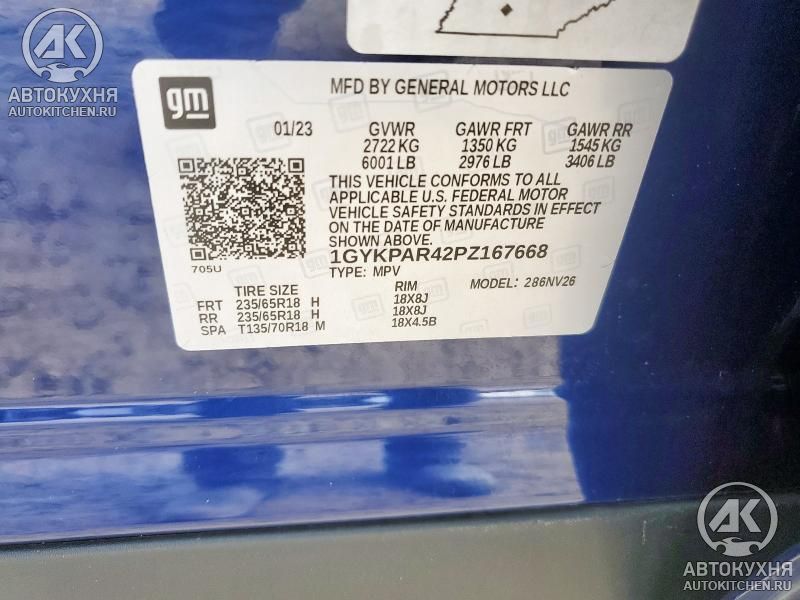 AK
АВТОКУХНЯ
AUTOKITCHEN.RU
gm
MFD BY GENERAL MOTORS LLC
01/23 GVWR GAWR FRT GAWR RR
2722 KG 1350 KG 1545 KG
6001 LB 2976 LB 3406 LB
THIS VEHICLE CONFORMS TO ALL
APPLICABLE U.S. FEDERAL MOTOR
VEHICLE SAFETY STANDARDS IN EFFECT
ON THE DATE OF MANUFACTURE
SHOWN ABOVE.
1GYKPAR42PZ167668
705U
TYPE: MPV MODEL: 286NV26
TIRE SIZE RIM
FRT 235/65R18 H 18X8J
RR 235/65R18 H 18X8J
SPA T135/70R18 M 18X4.5B
AK
АВТОКУХНЯ
AUTOKITCHEN.RU